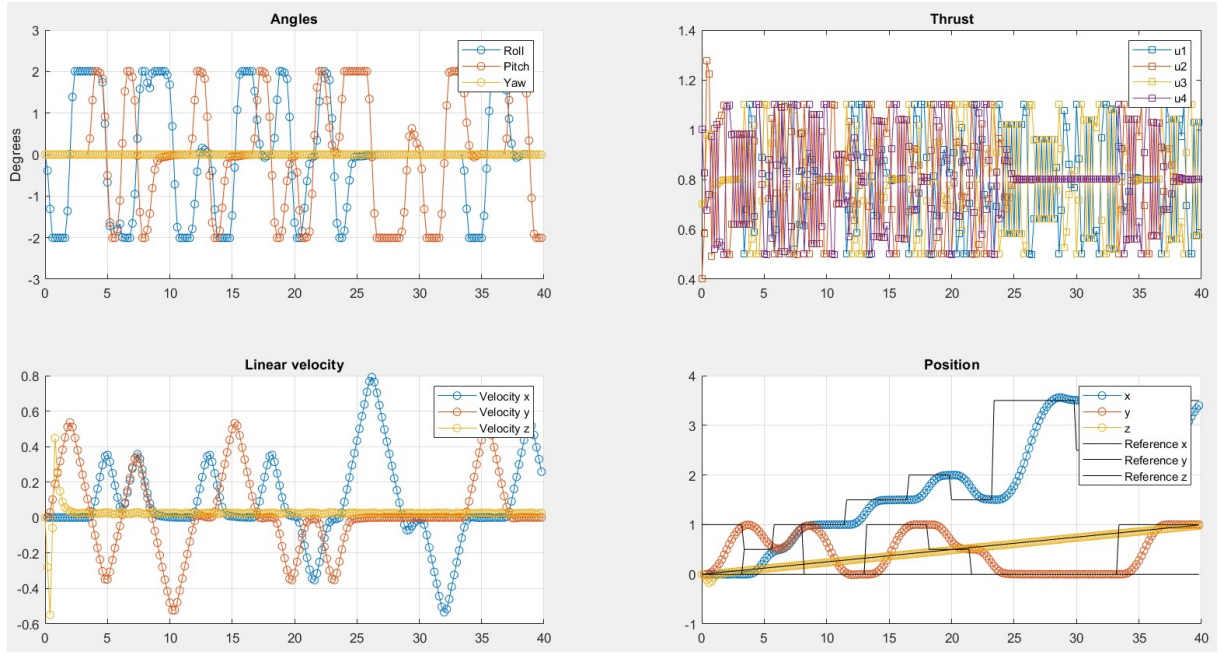 Angles
3
2
1
0
-1
-2
-3
Degrees
0 5 10 15 20 25 30 35 40
Roll
Pitch
Yaw
Thrust
1.4
1.2
1
0.8
0.6
0.4
0 5 10 15 20 25 30 35 40
u1
u2
u3
u4
Linear velocity
0.8
0.6
0.4
0.2
0
-0.2
-0.4
-0.6
0 5 10 15 20 25 30 35 40
Velocity x
Velocity y
Velocity z
Position
4
3
2
1
0
-1
0 5 10 15 20 25 30 35 40
x
y
z
Reference x
Reference y
Reference z